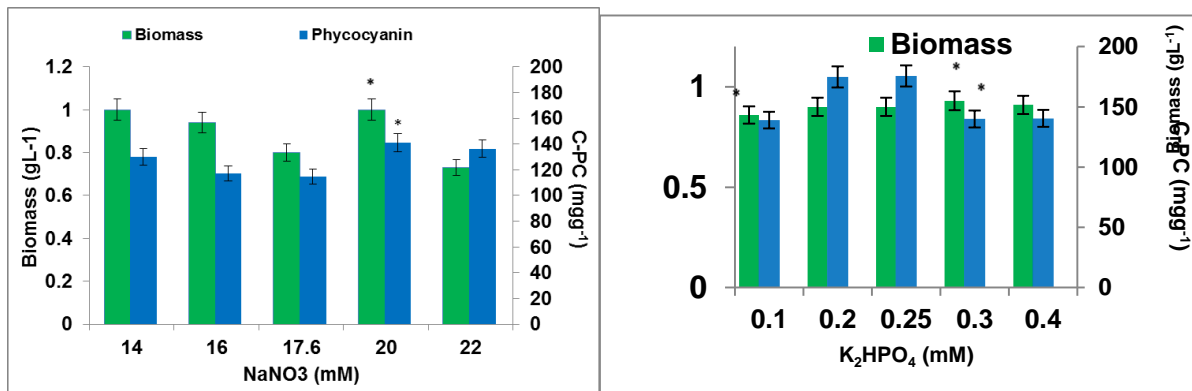 Biomass
Phycocyanin
1.2
1
0.8
0.6
0.4
0.2
0
Biomass (gL-1)
200
180
160
140
120
100
80
60
40
20
0
C-PC (mgg-1)
*
*
14 16 17.6 20 22
NaNO3 (mM)
Biomass
1
0.5
0
200
150
100
50
0
Biomass (gL-1)
C-PC (mgg-1)
*
*
*
0.1 0.2 0.25 0.3 0.4
K2HPO4 (mM)